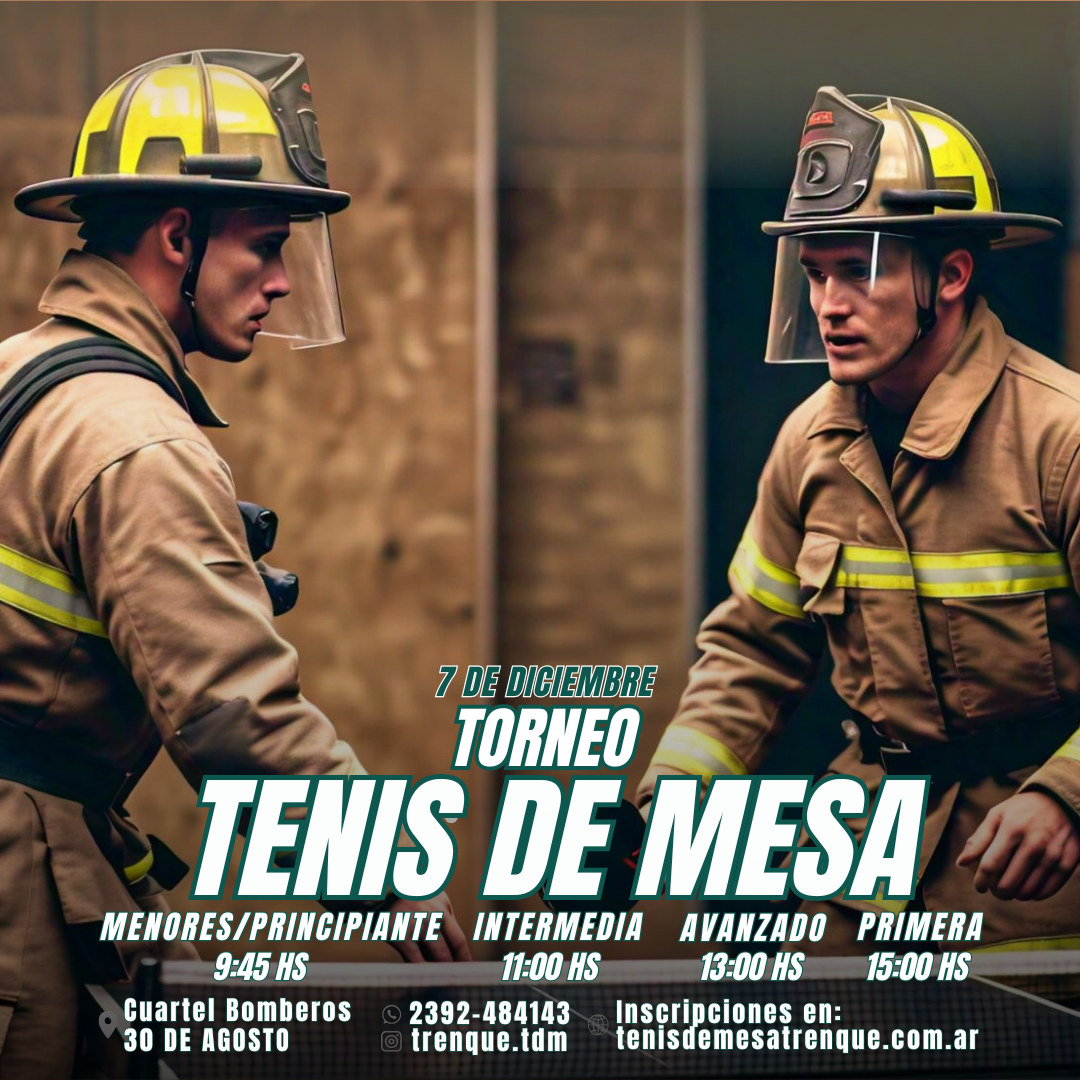 7 DE DICIEMBRE
TORNEO
TENIS DE MESA
MENORES/PRINCIPIANTE INTERMEDIA AVANZADO PRIMERA
9:45 HS 11:00 HS 13:00 HS 15:00 HS
Cuartel Bomberos
30 DE AGOSTO
2392-484143
trenque.tdm
Inscripciones en:
tenisdemesatrenque.com.ar